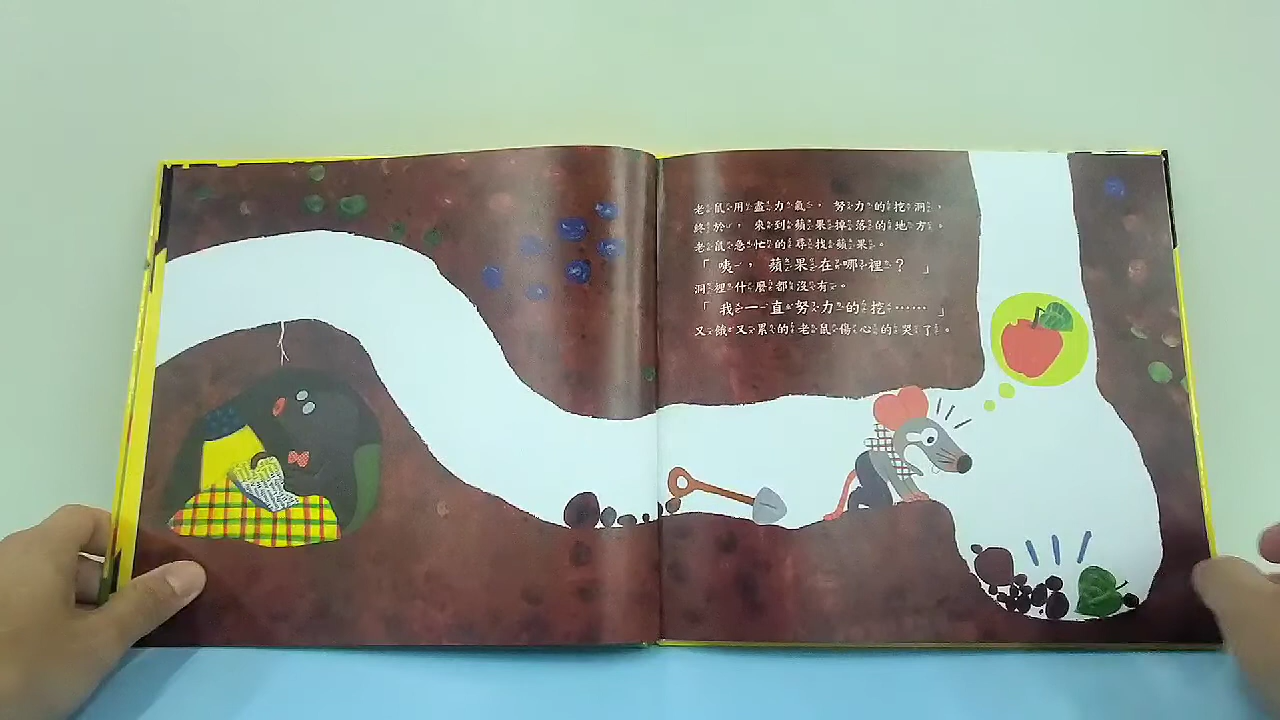 老鼠用盡力氣，努力的挖洞，
終於，來到蘋果掉落的地方。
老鼠急忙的尋找蘋果。
「咦，蘋果在哪裡？」
洞裡什麼都沒有。
「我一直努力的挖……」
又餓又累的老鼠傷心的哭了。